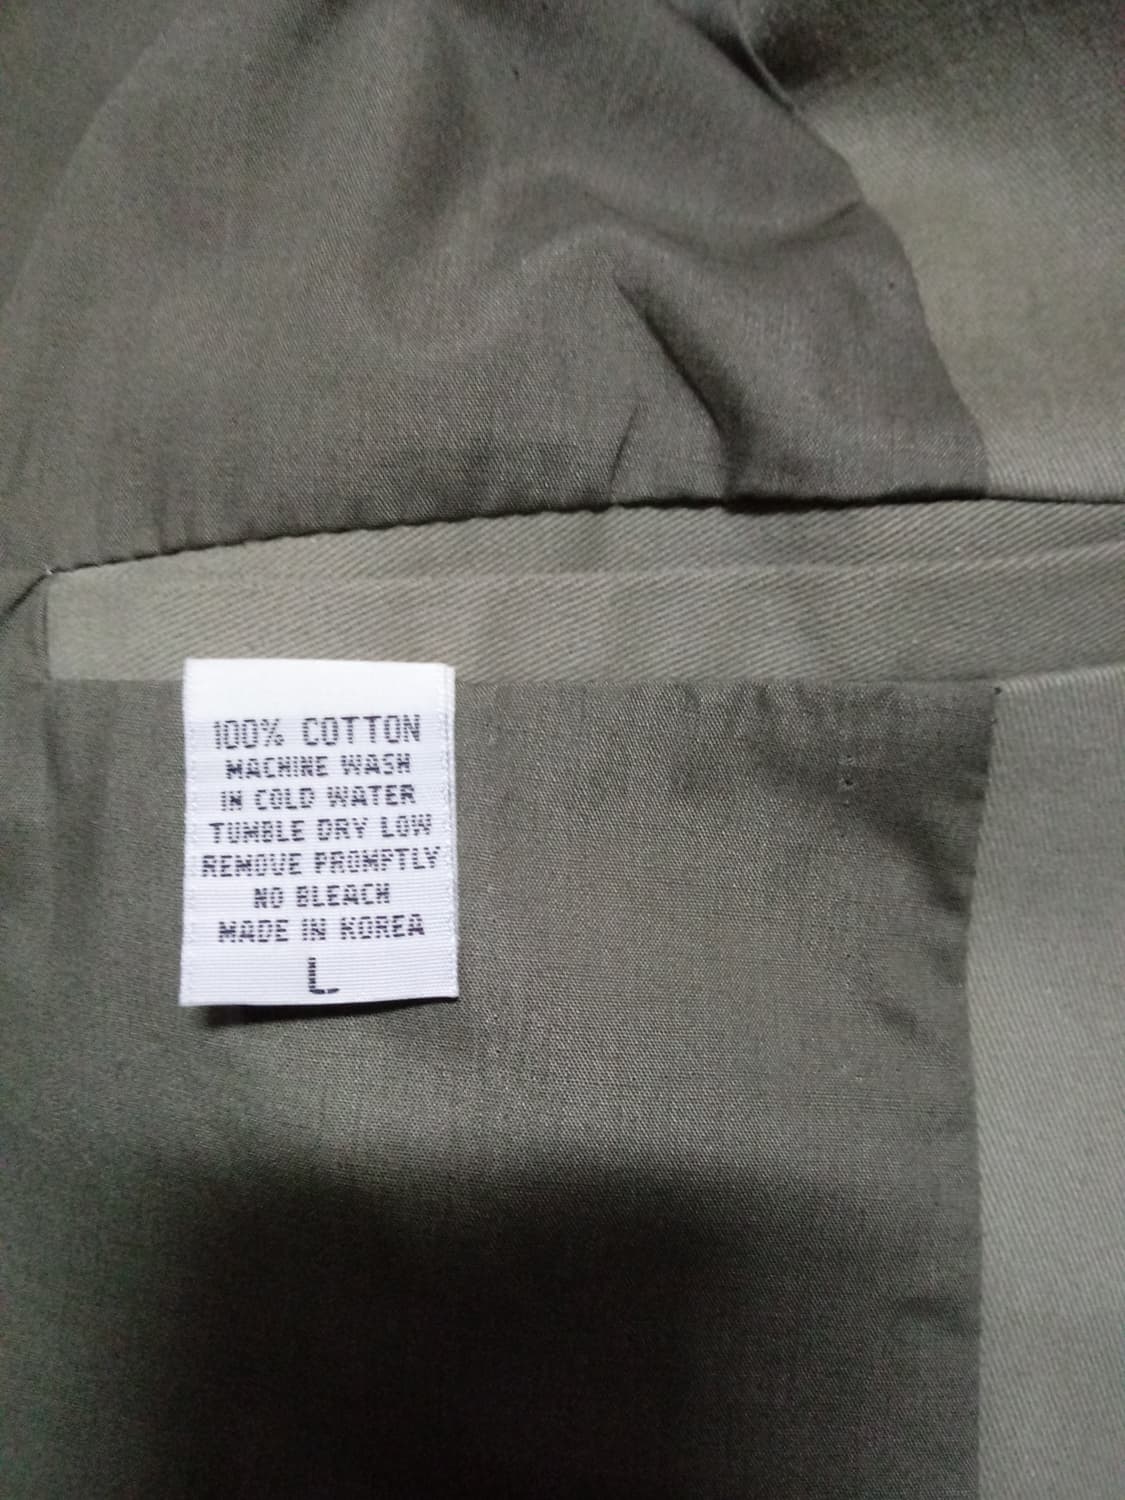 100% COTTON
MACHINE WASH
IN COLD WATER
TUMBLE DRY LOW
REMOVE PROMPTLY
NO BLEACH
MADE IN KOREA
L